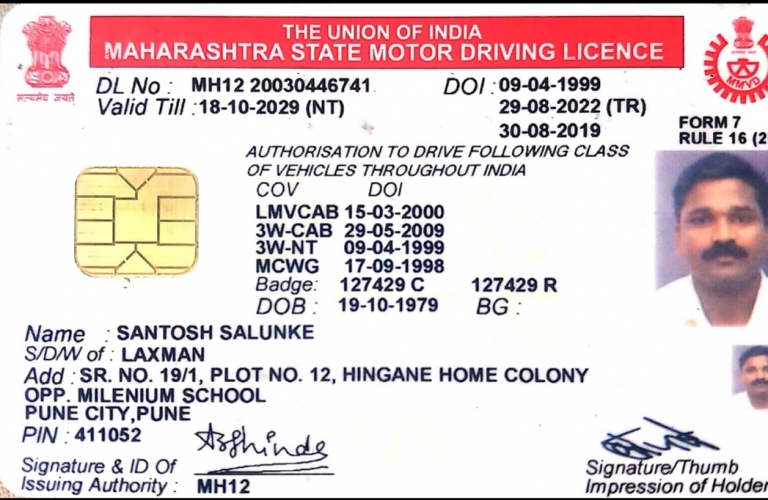 THE UNION OF INDIA
MAHARASHTRA STATE MOTOR DRIVING LICENCE
सत्यमेव जयते
MMVD
DL No : MH12 20030446741 DOI : 09-04-1999
Valid Till : 18-10-2029 (NT) 29-08-2022 (TR)
30-08-2019
FORM 7
RULE 16 (2
AUTHORISATION TO DRIVE FOLLOWING CLASS
OF VEHICLES THROUGHOUT INDIA
COV DOI
LMVCAB 15-03-2000
3W-CAB 29-05-2009
3W-NT 09-04-1999
MCWG 17-09-1998
Badge: 127429 C 127429 R
DOB : 19-10-1979 BG :
Name : SANTOSH SALUNKE
S/D/W of : LAXMAN
Add : SR. NO. 19/1, PLOT NO. 12, HINGANE HOME COLONY
OPP. MILENIUM SCHOOL
PUNE CITY,PUNE
PIN : 411052
Signature & ID Of
Issuing Authority : MH12
Signature/Thumb
Impression of Holder